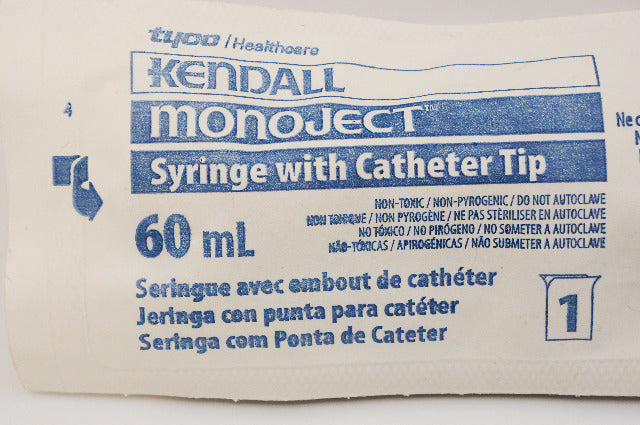 tyco / Healthcare
KENDALL
MONOJECT™
Syringe with Catheter Tip
4
60 mL
NON-TOXIC / NON-PYROGENIC / DO NOT AUTOCLAVE
NON TOXIQUE / NON PYROGÈNE / NE PAS STÉRILISER EN AUTOCLAVE
NO TÓXICO / NO PIRÓGENO / NO SOMETER A AUTOCLAVE
NÃO-TÓXICAS / APIROGÉNICAS / NÃO SUBMETER A AUTOCLAVE
Seringue avec embout de cathéter
Jeringa con punta para catéter
Seringa com Ponta de Cateter
1